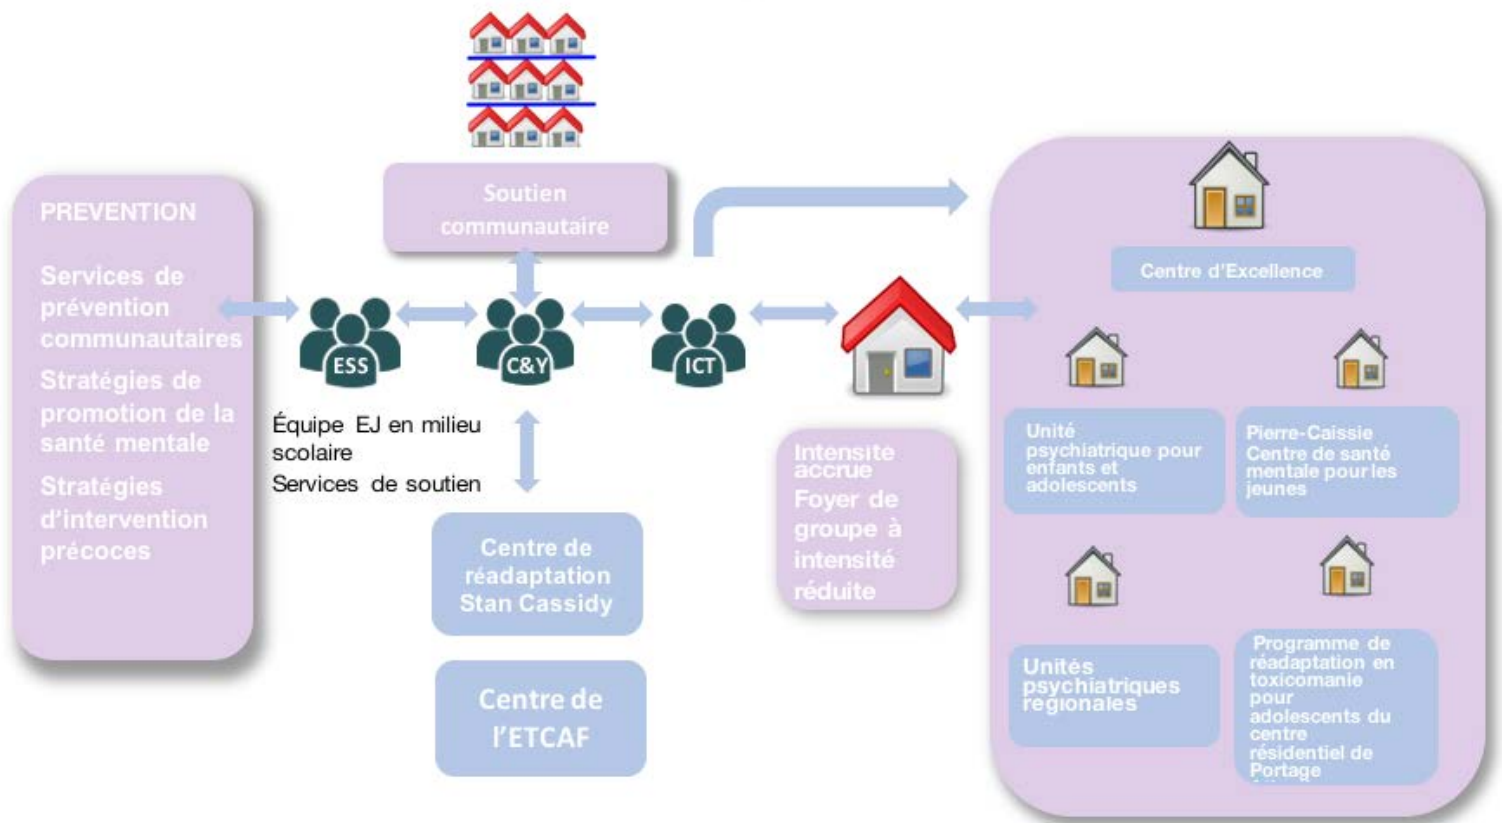 PREVENTION
Services de
prévention
communautaires
Stratégies de
promotion de la
santé mentale
Stratégies
d'intervention
précoces
Soutien
communautaire
ESS
C&Y
ICT
Équipe EJ en milieu
scolaire
Services de soutien
Centre de
réadaptation
Stan Cassidy
Centre de
l'ETCAF
Intensité
accrue
Foyer de
groupe à
intensité
réduite
Centre d'Excellence
Unité
psychiatrique pour
enfants et
adolescents
Pierre-Caissie
Centre de santé
mentale pour les
jeunes
Unités
psychiatriques
régionales
Programme de
réadaptation en
toxicomanie
pour
adolescents du
centre
résidentiel de
Portage